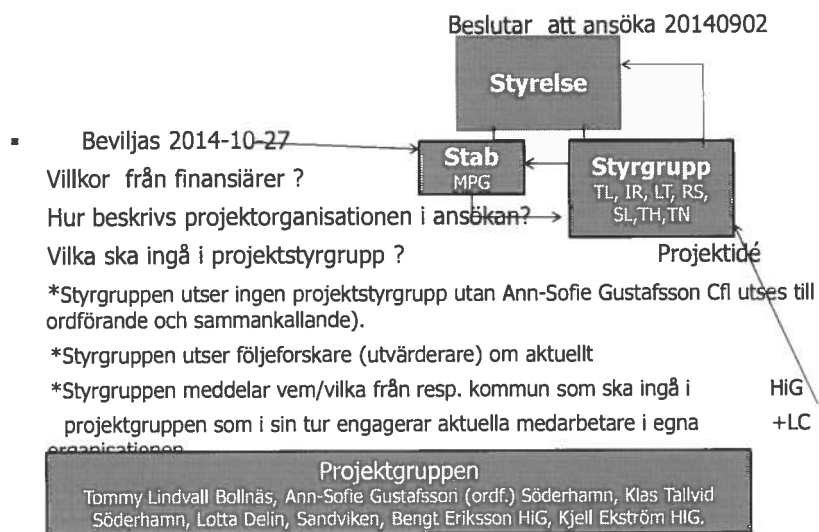 Beslutar att ansöka 20140902
Styrelse
▪ Beviljas 2014-10-27
Stab
MPG
Styrgrupp
TL, IR, LT, RS,
SL,TH,TN
Villkor från finansiärer ?
Hur beskrivs projektorganisationen i ansökan?
Vilka ska ingå i projektstyrgrupp ?
Projektidé
*Styrgruppen utser ingen projektstyrgrupp utan Ann-Sofie Gustafsson Cfl utses till
ordförande och sammankallande).
*Styrgruppen utser följeforskare (utvärderare) om aktuellt
*Styrgruppen meddelar vem/vilka från resp. kommun som ska ingå i
HiG
projektgruppen som i sin tur engagerar aktuella medarbetare i egna
+LC
organisationen
Projektgruppen
Tommy Lindvall Bollnäs, Ann-Sofie Gustafsson (ordf.) Söderhamn, Klas Tallvid
Söderhamn, Lotta Delin, Sandviken, Bengt Eriksson HiG, Kjell Ekström HIG,